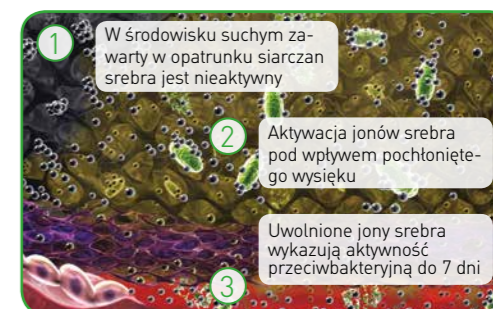 1
W środowisku suchym za-
warty w opatrunku siarczan
srebra jest nieaktywny
2
Aktywacja jonów srebra
pod wpływem pochłonięte-
go wysięku
Uwolnione jony srebra
wykazują aktywność
przeciwbakteryjną do 7 dni
3